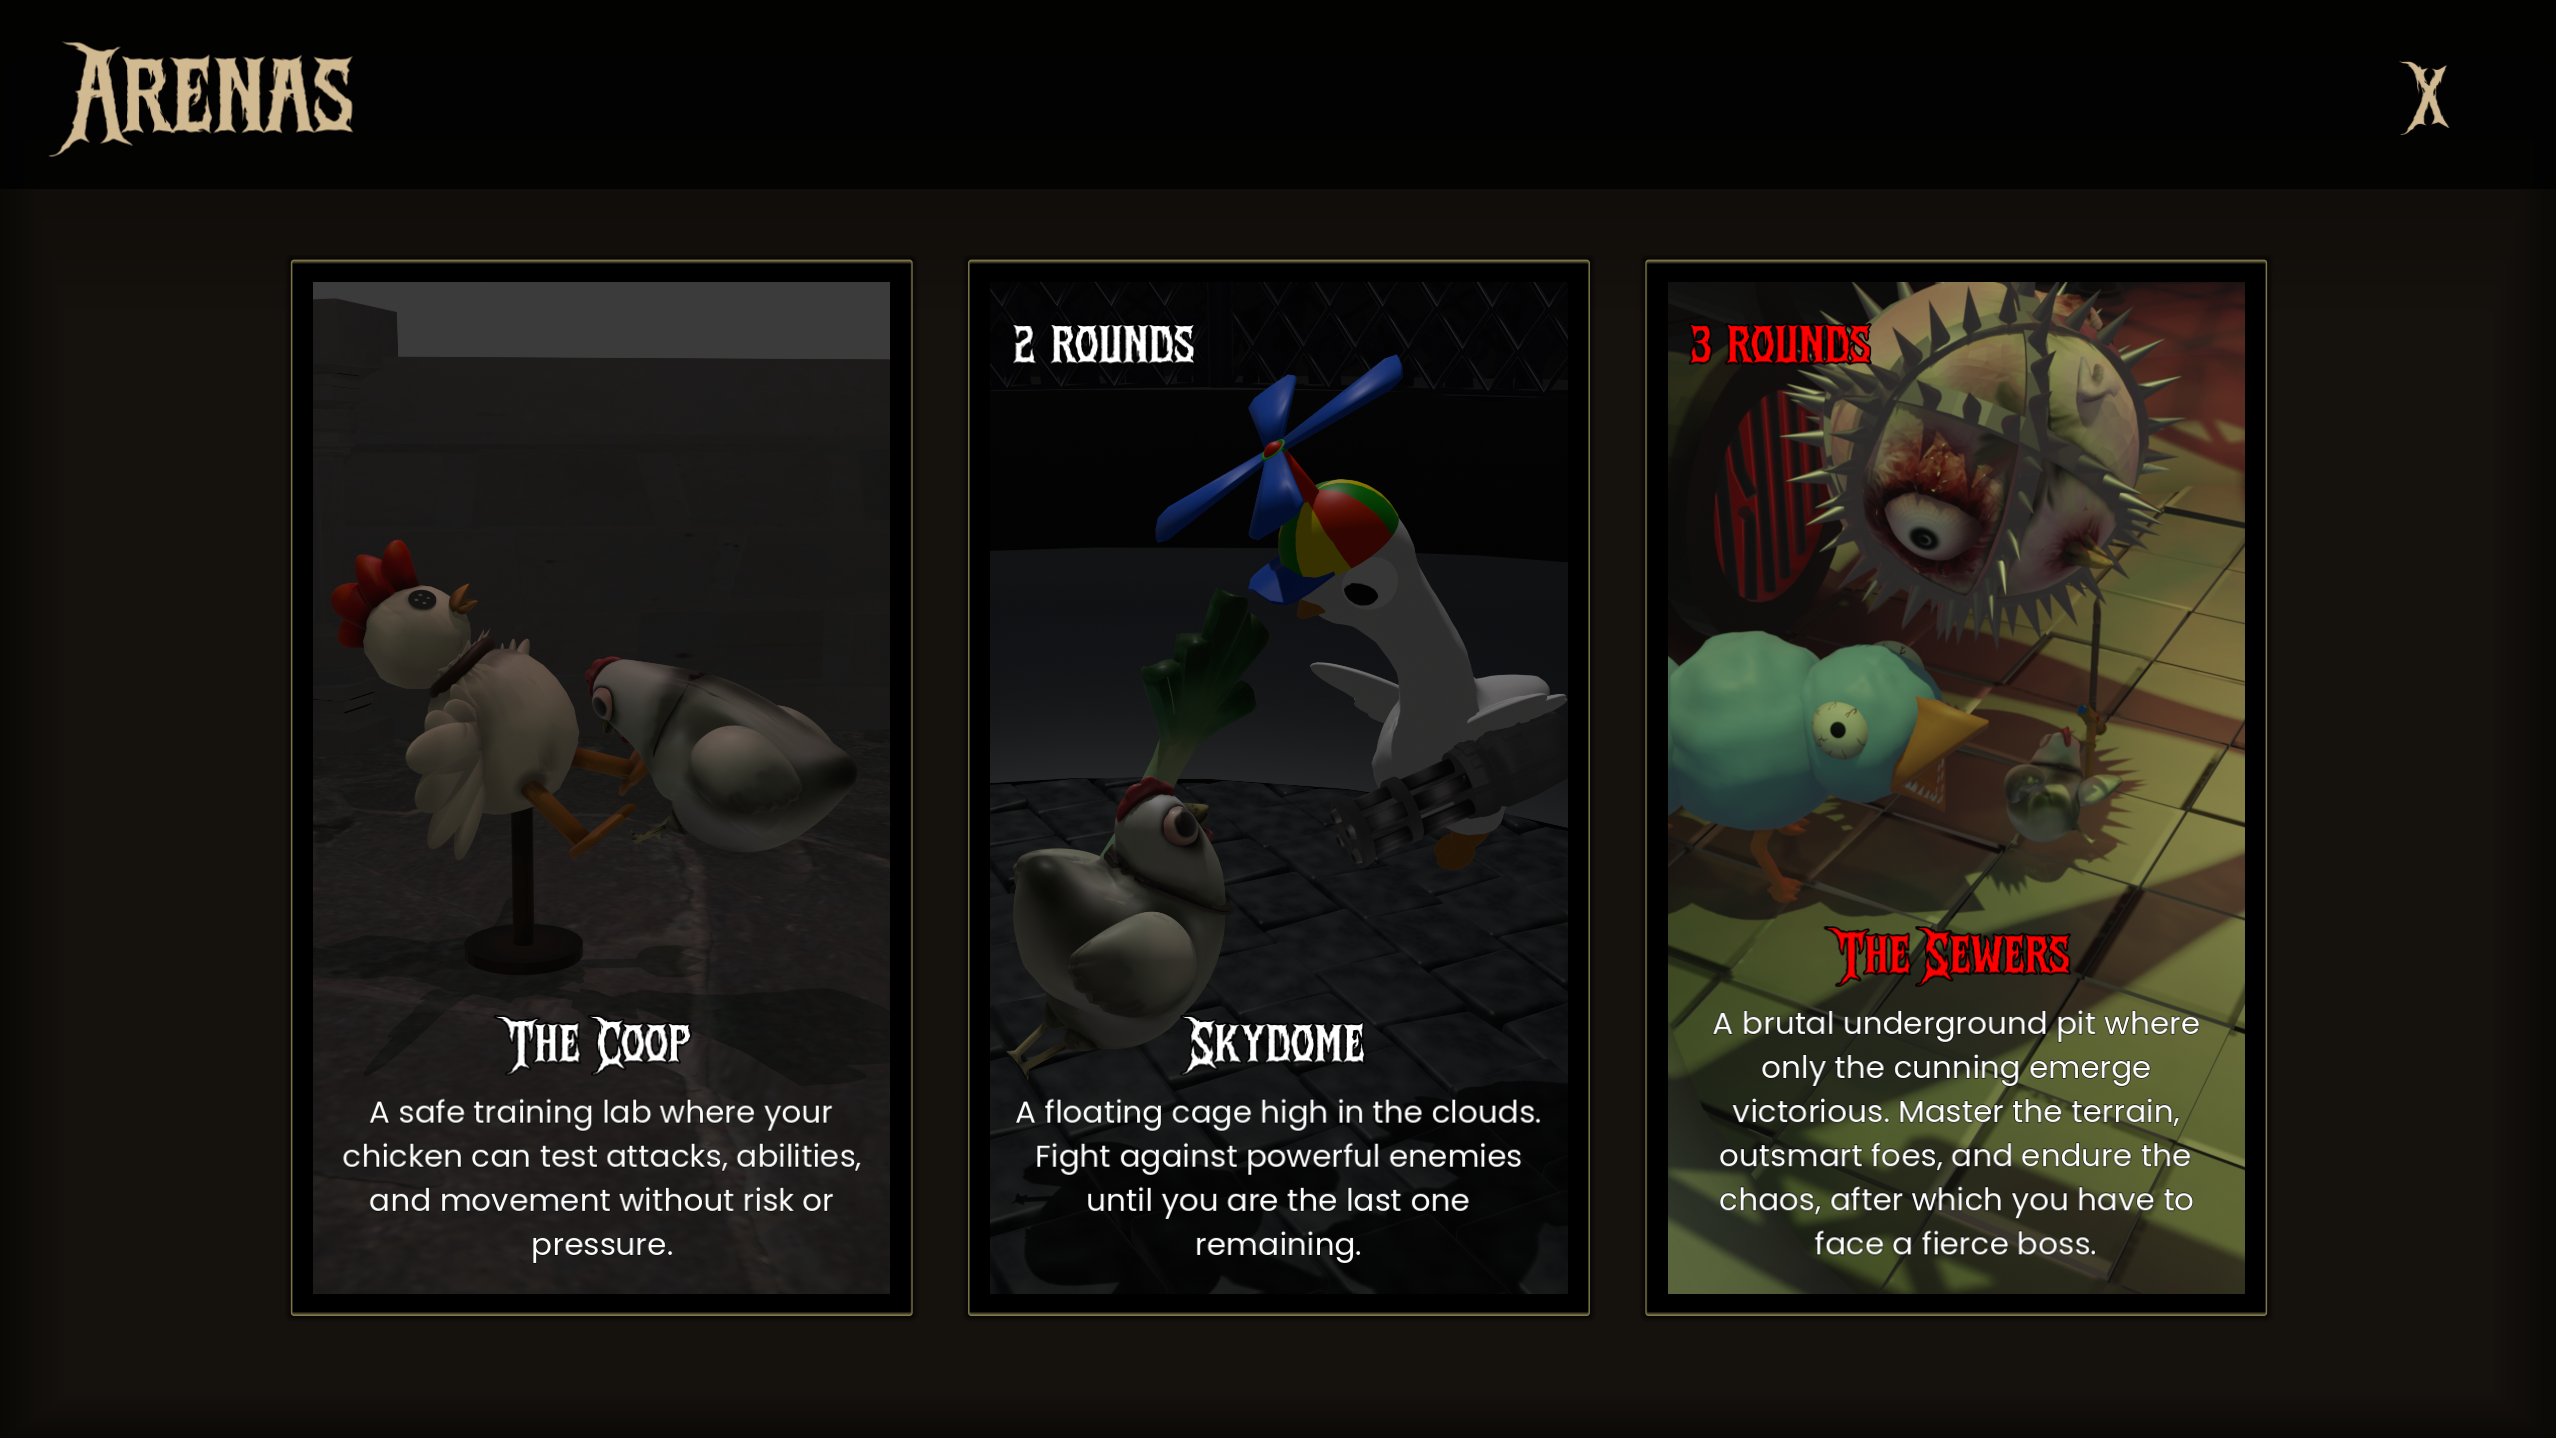 ARENAS
X
THE COOP
A safe training lab where your
chicken can test attacks, abilities,
and movement without risk or
pressure.
2 ROUNDS
SKYDOME
A floating cage high in the clouds.
Fight against powerful enemies
until you are the last one
remaining.
3 ROUNDS
THE SEWERS
A brutal underground pit where
only the cunning emerge
victorious. Master the terrain,
outsmart foes, and endure the
chaos, after which you have to
face a fierce boss.